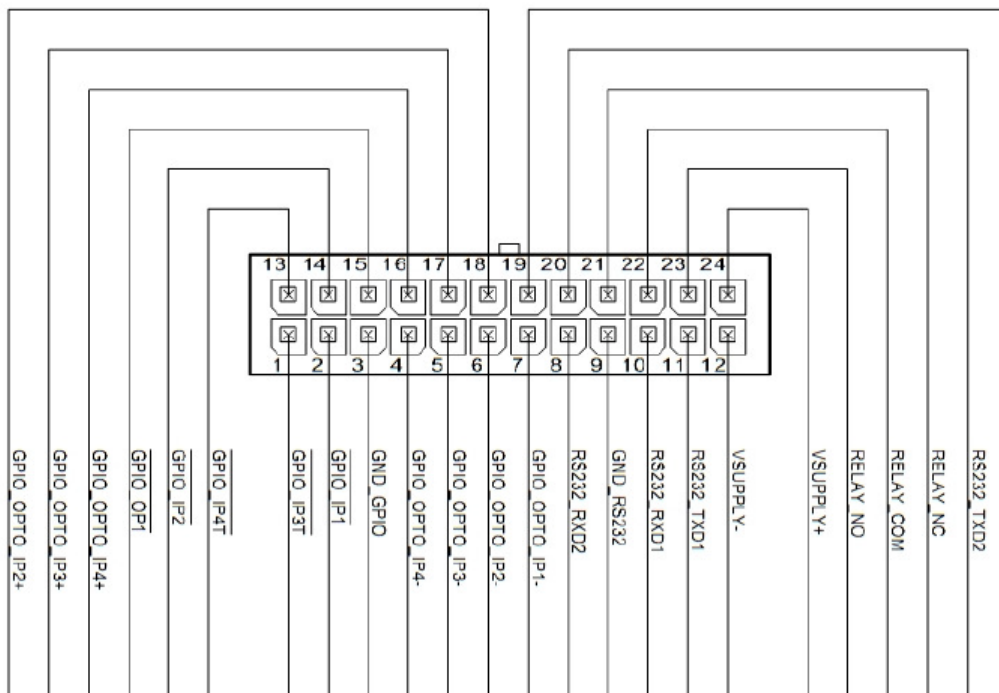 13 14 15 16 17 18 19 20 21 22 23 24
1 2 3 4 5 6 7 8 9 10 11 12
GPIO_OPTO_IP2+
GPIO_OPTO_IP3+
GPIO_OPTO_IP4+
GPIO_OP1
GPIO_IP2
GPIO_IP4T
GPIO_IP3T
GPIO_IP1
GND_GPIO
GPIO_OPTO_IP4-
GPIO_OPTO_IP3-
GPIO_OPTO_IP2-
GPIO_OPTO_IP1-
RS232_RXD2
GND_RS232
RS232_RXD1
RS232_TXD1
VSUPPLY-
VSUPPLY+
RELAY_NO
RELAY_COM
RELAY_NC
RS232_TXD2